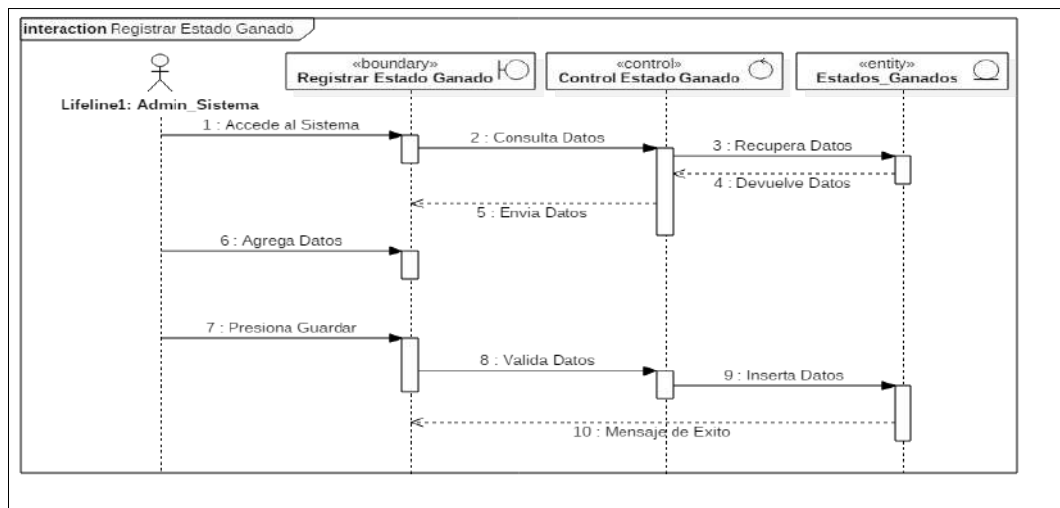 interaction Registrar Estado Ganado
Lifeline1: Admin_Sistema
«boundary»
Registrar Estado Ganado
«control»
Control Estado Ganado
«entity»
Estados_Ganados
1 : Accede al Sistema
2 : Consulta Datos
3 : Recupera Datos
4 : Devuelve Datos
5 : Envia Datos
6 : Agrega Datos
7 : Presiona Guardar
8 : Valida Datos
9 : Inserta Datos
10 : Mensaje de Exito